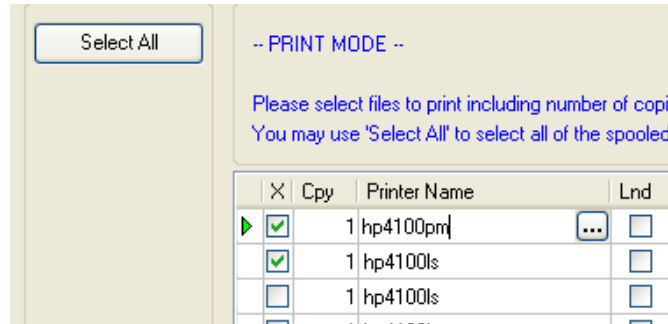 Select All
-- PRINT MODE --
Please select files to print including number of copi
You may use 'Select All' to select all of the spooled
X Cpy Printer Name Lnd
1 hp4100pm ...
1 hp4100ls
1 hp4100ls